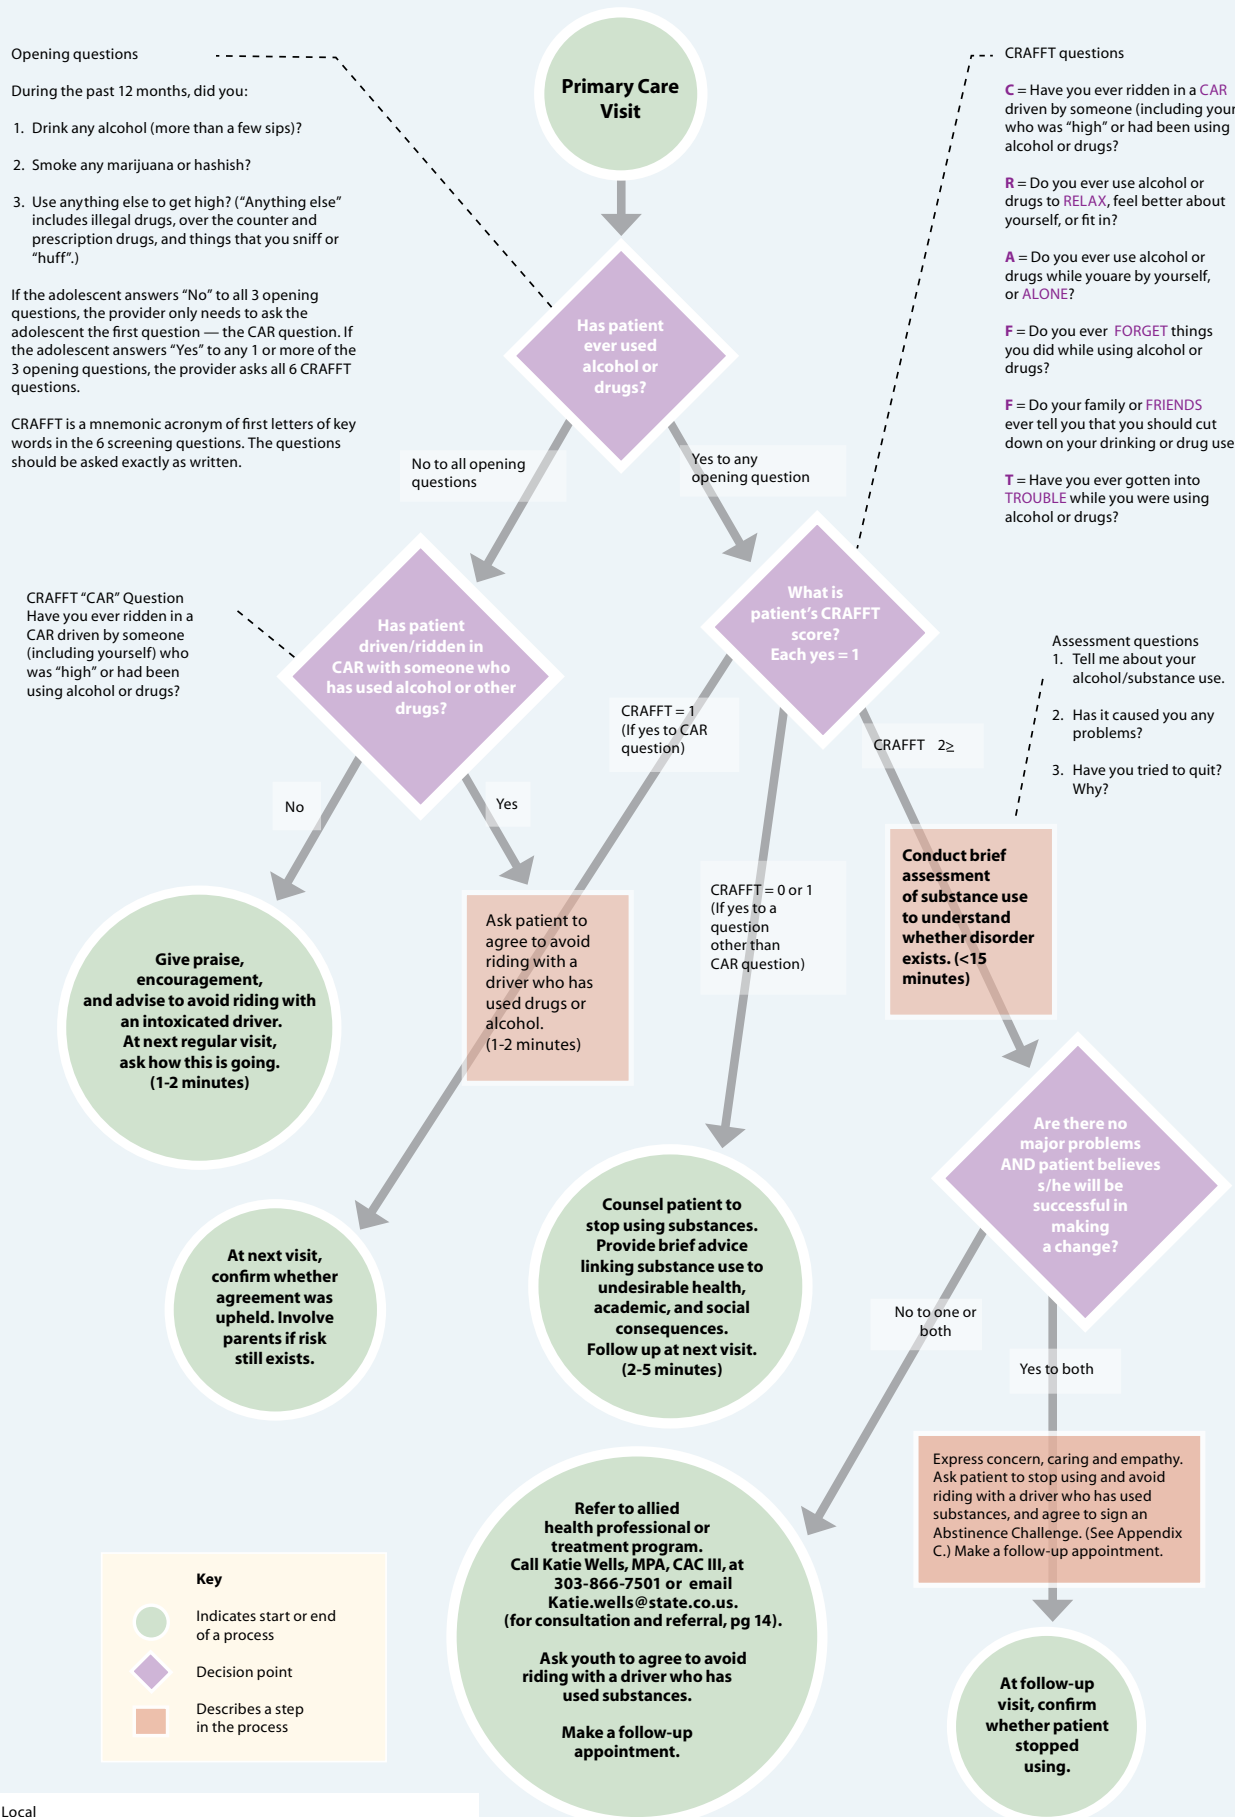 Opening questions
During the past 12 months, did you:
1. Drink any alcohol (more than a few sips)?
2. Smoke any marijuana or hashish?
3. Use anything else to get high? (“Anything else”
includes illegal drugs, over the counter and
prescription drugs, and things that you sniff or
“huff”.)
If the adolescent answers “No” to all 3 opening
questions, the provider only needs to ask the
adolescent the first question — the CAR question. If
the adolescent answers “Yes” to any 1 or more of the
3 opening questions, the provider asks all 6 CRAFFT
questions.
CRAFFT is a mnemonic acronym of first letters of key
words in the 6 screening questions. The questions
should be asked exactly as written.
Primary Care
Visit
CRAFFT questions
C = Have you ever ridden in a CAR
driven by someone (including your
who was “high” or had been using
alcohol or drugs?
R = Do you ever use alcohol or
drugs to RELAX, feel better about
yourself, or fit in?
A = Do you ever use alcohol or
drugs while youare by yourself,
or ALONE?
F = Do you ever FORGET things
you did while using alcohol or
drugs?
F = Do your family or FRIENDS
ever tell you that you should cut
down on your drinking or drug use
T = Have you ever gotten into
TROUBLE while you were using
alcohol or drugs?
Has patient
ever used
alcohol or
drugs?
No to all opening
questions
Yes to any
opening question
CRAFFT “CAR” Question
Have you ever ridden in a
CAR driven by someone
(including yourself) who
was “high” or had been
using alcohol or drugs?
Has patient
driven/ridden in
CAR with someone who
has used alcohol or other
drugs?
What is
patient’s CRAFFT
score?
Each yes = 1
Assessment questions
1. Tell me about your
alcohol/substance use.
2. Has it caused you any
problems?
3. Have you tried to quit?
Why?
No
Yes
CRAFFT = 1
(If yes to CAR
question)
CRAFFT 2≥
CRAFFT = 0 or 1
(If yes to a
question
other than
CAR question)
Give praise,
encouragement,
and advise to avoid riding with
an intoxicated driver.
At next regular visit,
ask how this is going.
(1-2 minutes)
Ask patient to
agree to avoid
riding with a
driver who has
used drugs or
alcohol.
(1-2 minutes)
Conduct brief
assessment
of substance use
to understand
whether disorder
exists. (<15
minutes)
Are there no
major problems
AND patient believes
s/he will be
successful in
making
a change?
At next visit,
confirm whether
agreement was
upheld. Involve
parents if risk
still exists.
Counsel patient to
stop using substances.
Provide brief advice
linking substance use to
undesirable health,
academic, and social
consequences.
Follow up at next visit.
(2-5 minutes)
No to one or
both
Yes to both
Refer to allied
health professional or
treatment program.
Call Katie Wells, MPA, CAC III, at
303-866-7501 or email
Katie.wells@state.co.us.
(for consultation and referral, pg 14).
Ask youth to agree to avoid
riding with a driver who has
used substances.
Make a follow-up
appointment.
Express concern, caring and empathy.
Ask patient to stop using and avoid
riding with a driver who has used
substances, and agree to sign an
Abstinence Challenge. (See Appendix
C.) Make a follow-up appointment.
At follow-up
visit, confirm
whether patient
stopped
using.
Key
Indicates start or end
of a process
Decision point
Describes a step
in the process
Local